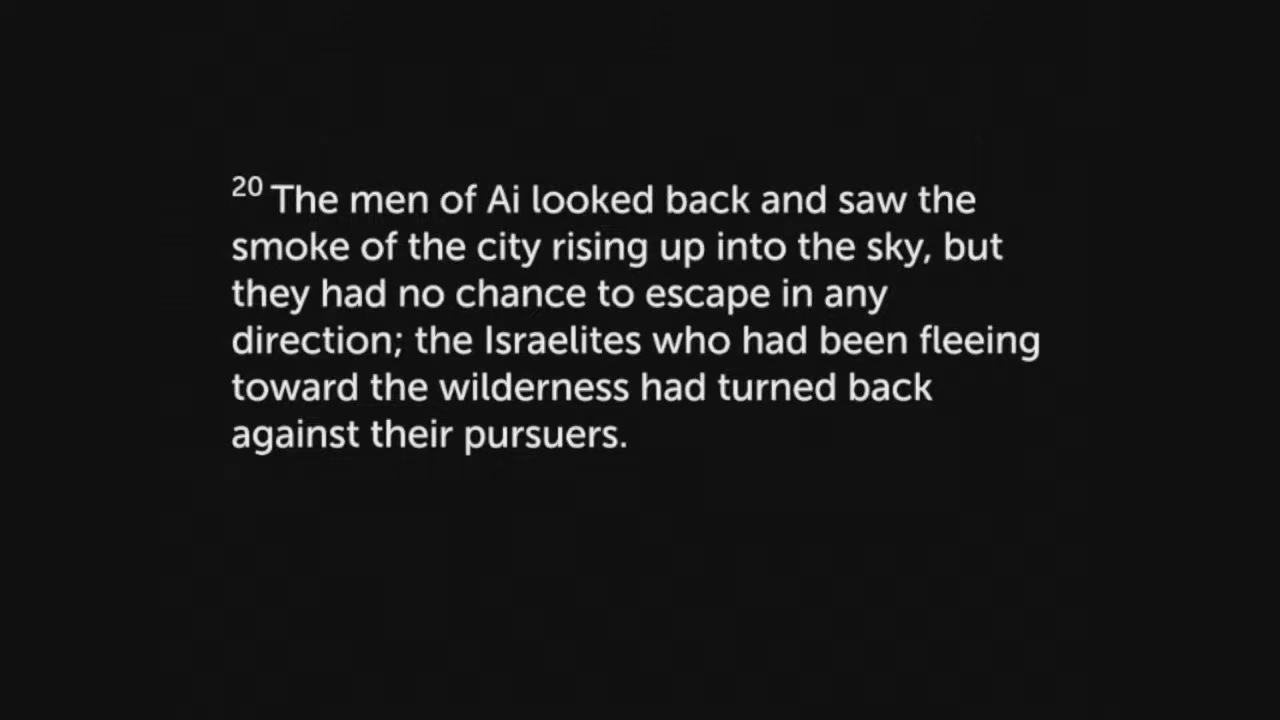 20 The men of Ai looked back and saw the
smoke of the city rising up into the sky, but
they had no chance to escape in any
direction; the Israelites who had been fleeing
toward the wilderness had turned back
against their pursuers.